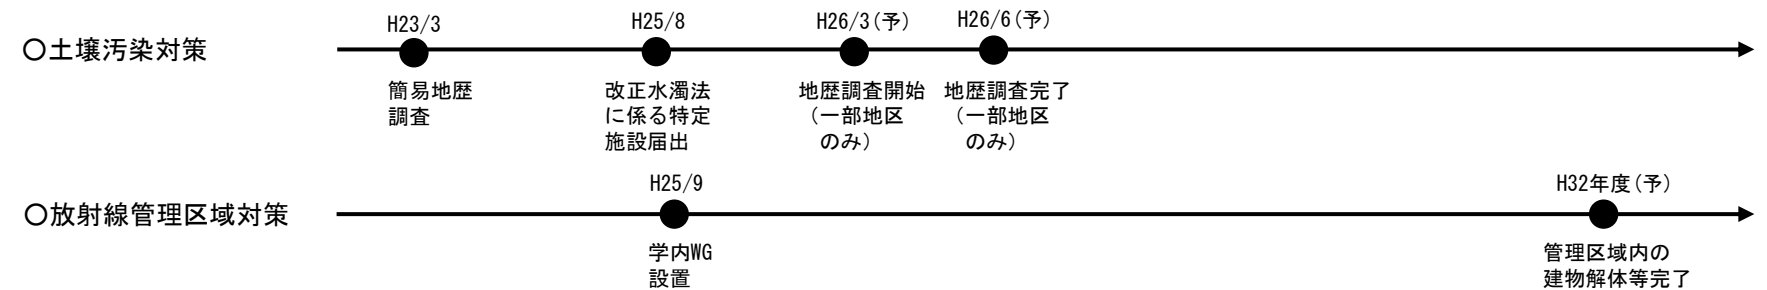 〇土壌汚染対策
H23/3
簡易地歴
調査
H25/8
改正水濁法
に係る特定
施設届出
H26/3(予)
地歴調査開始
(一部地区
のみ)
H26/6(予)
地歴調査完了
(一部地区
のみ)
〇放射線管理区域対策
H25/9
学内WG
設置
H32年度(予)
管理区域内の
建物解体等完了